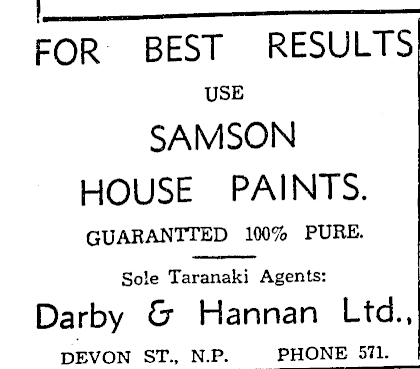 FOR BEST RESULTS
USE
SAMSON
HOUSE PAINTS.
GUARANTTED 100% PURE.
Sole Taranaki Agents:
Darby & Hannan Ltd.,
DEVON ST., N.P. PHONE 571.